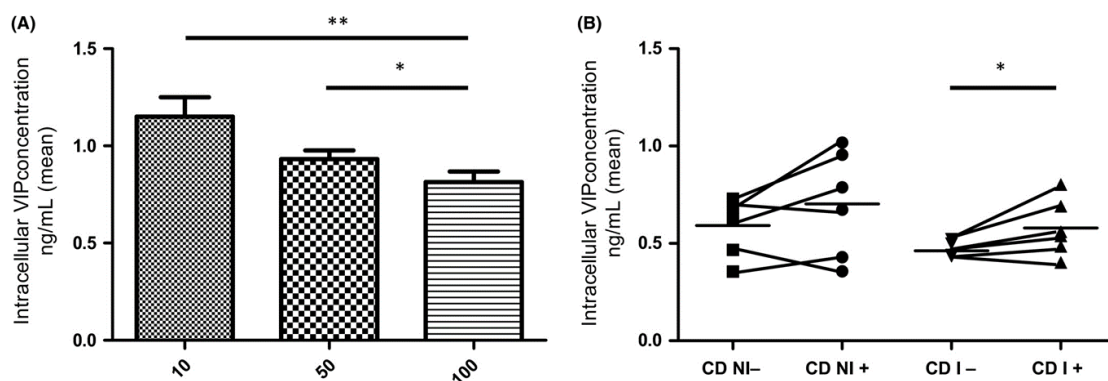 (A)
**
*
Intracellular VIPconcentration
ng/mL (mean)
1.5
1.0
0.5
0.0
10
50
100
(B)
*
Intracellular VIPconcentration
ng/mL (mean)
1.5
1.0
0.5
0.0
CD NI–
CD NI +
CD I –
CD I +